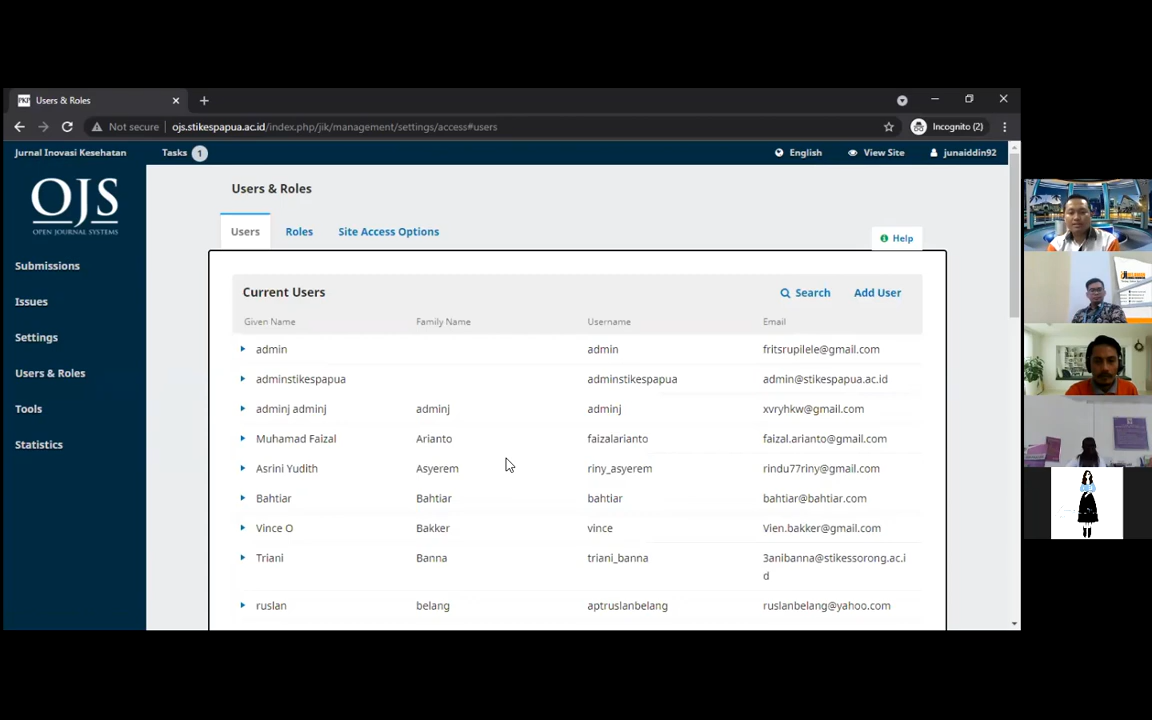 Users & Roles
Not secure | ojs.stikespapua.ac.id/index.php/jik/management/settings/access#users
Incognito (2)
Jurnal Inovasi Kesehatan
Tasks 1
English
View Site
junaiddin92
OJS
OPEN JOURNAL SYSTEMS
Submissions
Issues
Settings
Users & Roles
Tools
Statistics
Users & Roles
Users Roles Site Access Options
Help
Current Users Search Add User
Given Name Family Name Username Email
admin admin fritsrupilele@gmail.com
adminstikespapua adminstikespapua admin@stikespapua.ac.id
adminj adminj adminj adminj xvryhkw@gmail.com
Muhamad Faizal Arianto faizalarianto faizal.arianto@gmail.com
Asrini Yudith Asyerem riny_asyerem rindu77riny@gmail.com
Bahtiar Bahtiar bahtiar bahtiar@bahtiar.com
Vince O Bakker vince Vien.bakker@gmail.com
Triani Banna triani_banna 3anibanna@stikessorong.ac.i
d
ruslan belang aptruslanbelang ruslanbelang@yahoo.com